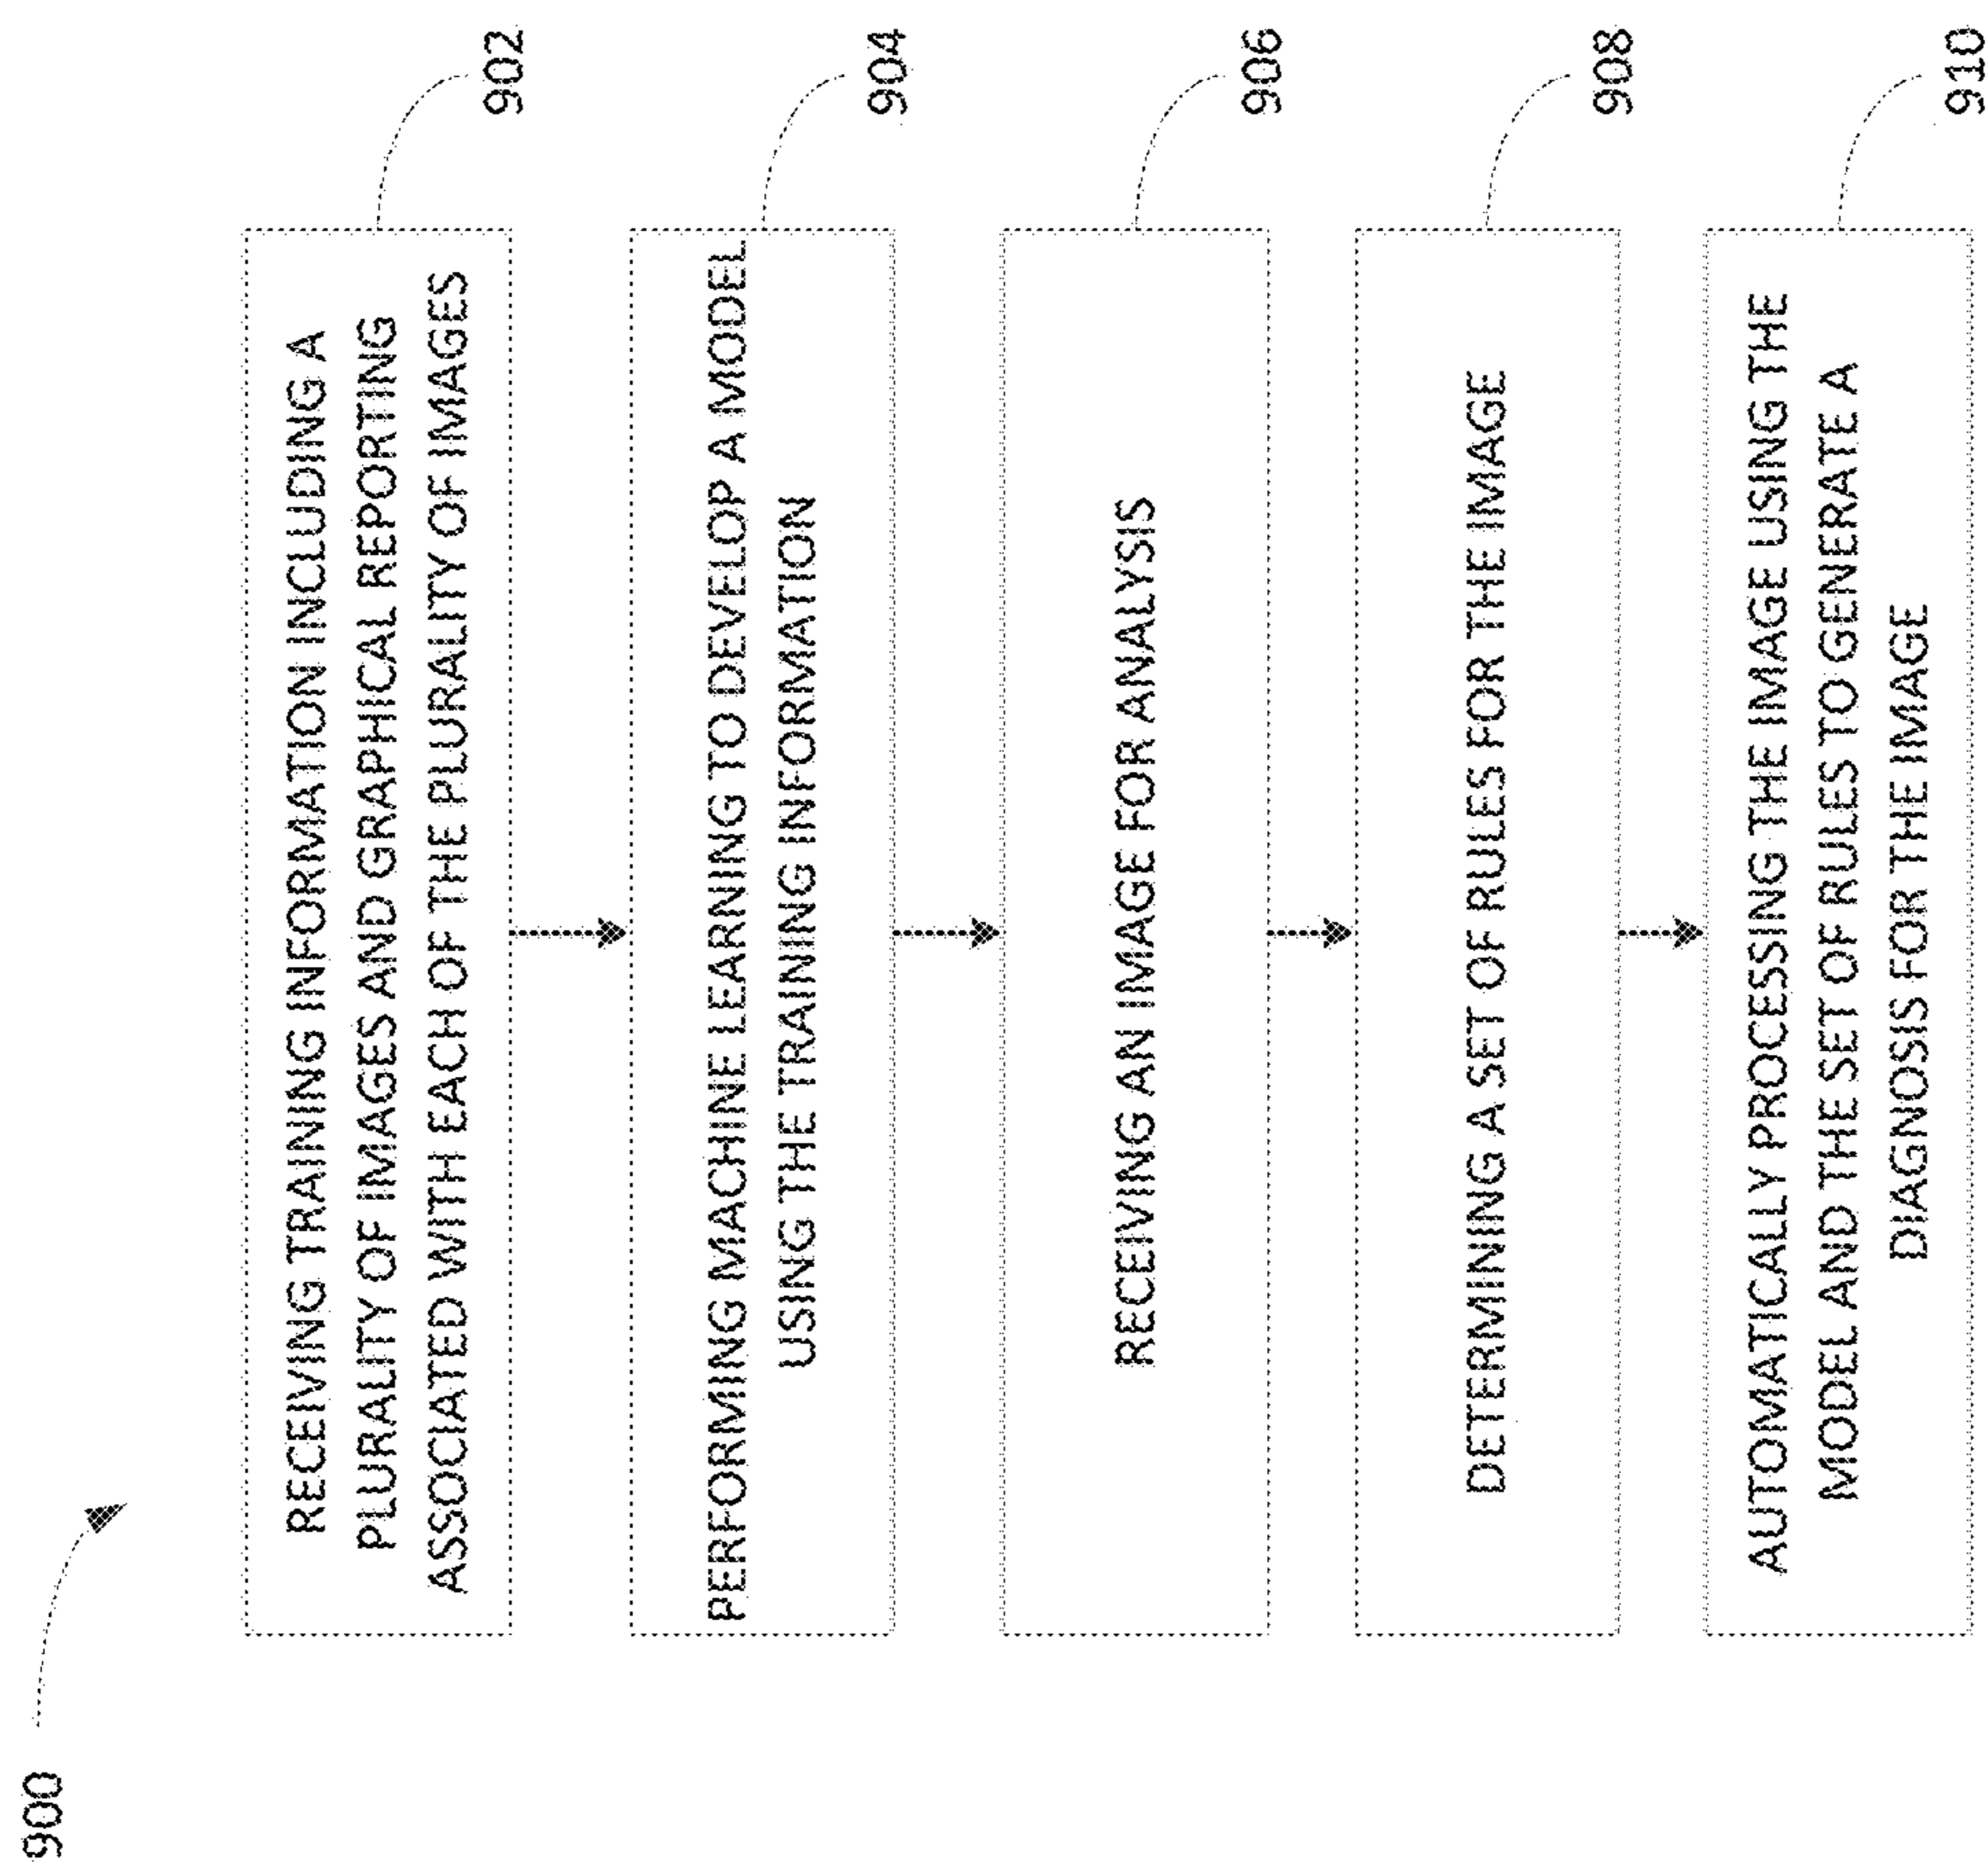 900
RECEIVING TRAINING INFORMATION INCLUDING A
PLURALITY OF IMAGES AND GRAPHICAL REPORTING
ASSOCIATED WITH EACH OF THE PLURALITY OF IMAGES
902
PERFORMING MACHINE LEARNING TO DEVELOP A MODEL
USING THE TRAINING INFORMATION
904
RECEIVING AN IMAGE FOR ANALYSIS
906
DETERMINING A SET OF RULES FOR THE IMAGE
908
AUTOMATICALLY PROCESSING THE IMAGE USING THE
MODEL AND THE SET OF RULES TO GENERATE A
DIAGNOSIS FOR THE IMAGE
910